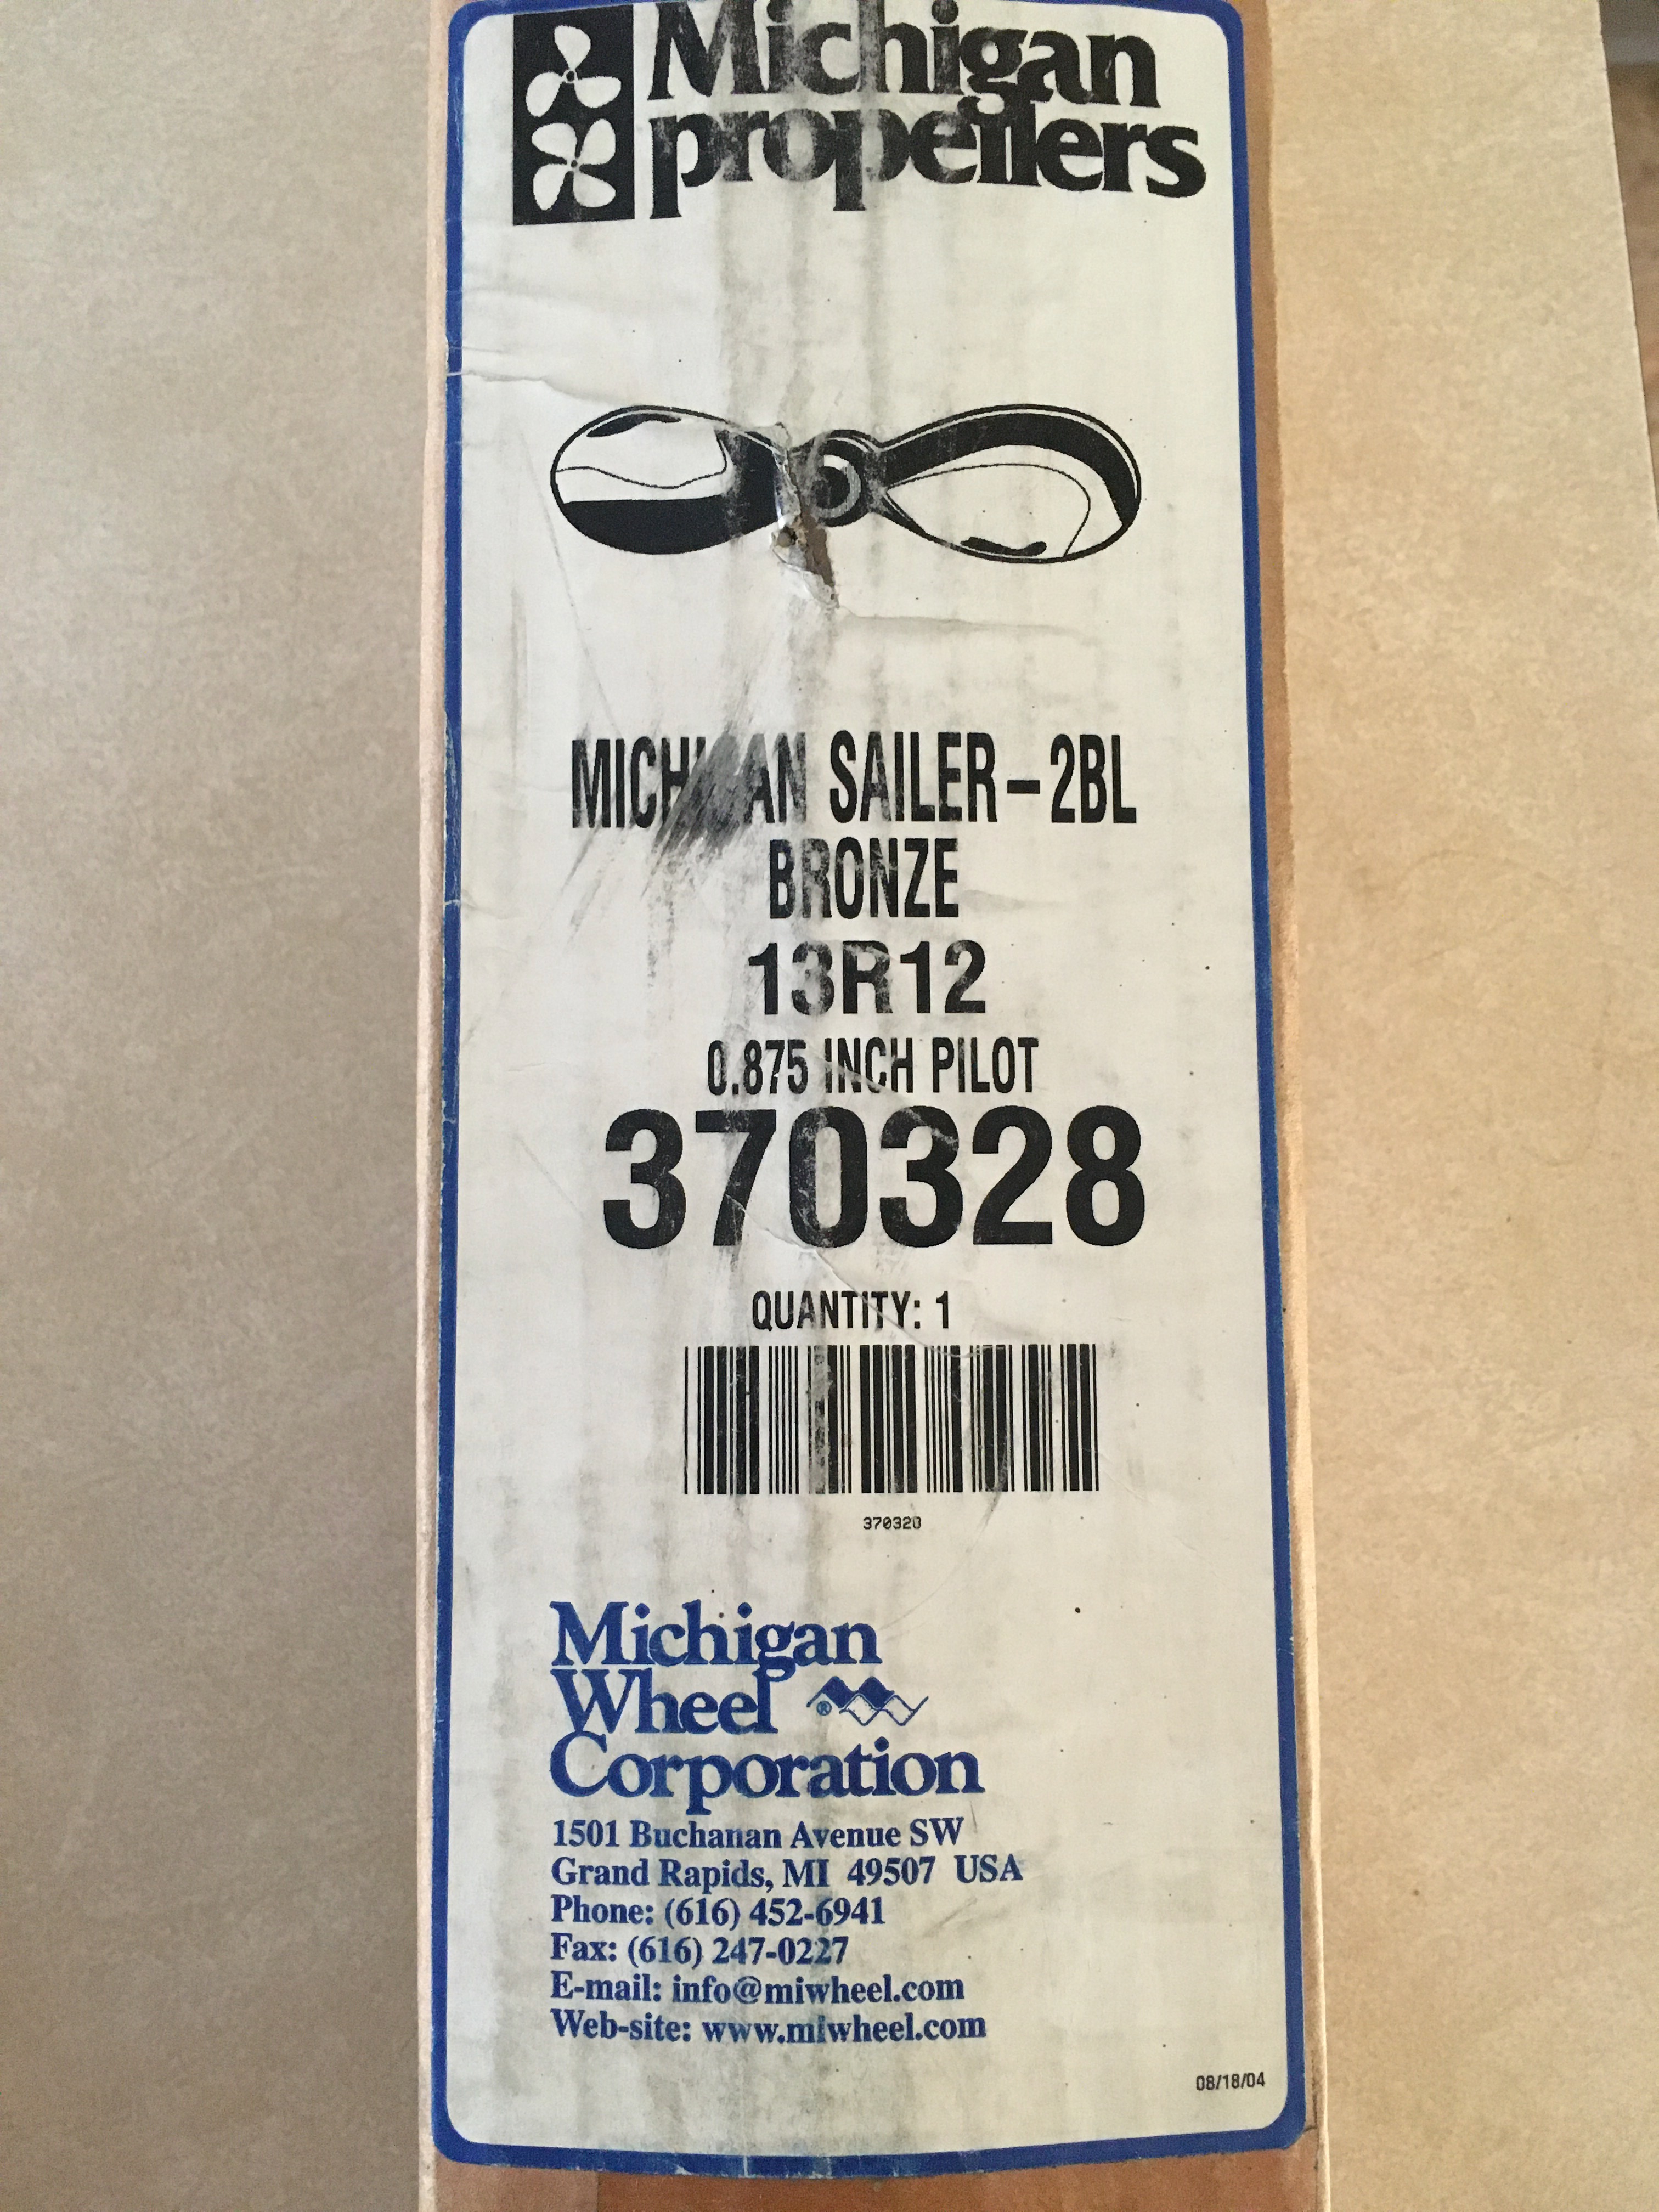 Michigan
propellers
MICHIGAN SAILER-2BL
BRONZE
13R12
0.875 INCH PILOT
370328
QUANTITY: 1
370328
Michigan
Wheel ®
Corporation
1501 Buchanan Avenue SW
Grand Rapids, MI 49507 USA
Phone: (616) 452-6941
Fax: (616) 247-0227
E-mail: info@miwheel.com
Web-site: www.miwheel.com
08/18/04